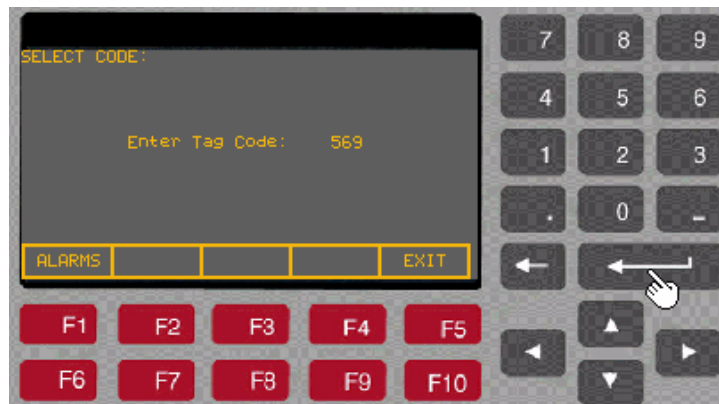 SELECT CODE:
Enter Tag Code: 569
ALARMS EXIT
7 8 9
4 5 6
1 2 3
. 0 -
F1 F2 F3 F4 F5
F6 F7 F8 F9 F10